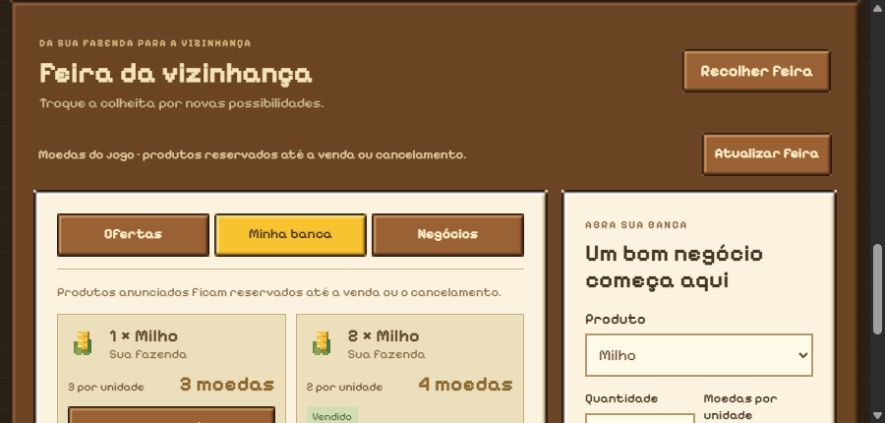 DA SUA FAZENDA PARA A VIZINHANÇA
Feira da vizinhança
Troque a colheita por novas possibilidades.
Recolher feira
Moedas do jogo · produtos reservados até a venda ou cancelamento.
Atualizar feira
Ofertas
Minha banca
Negócios
Produtos anunciados ficam reservados até a venda ou o cancelamento.
1 × Milho
Sua fazenda
3 por unidade
3 moedas
2 × Milho
Sua fazenda
2 por unidade
4 moedas
Vendido
ABRA SUA BANCA
Um bom negócio
começa aqui
Produto
Milho
Quantidade
Moedas por
unidade